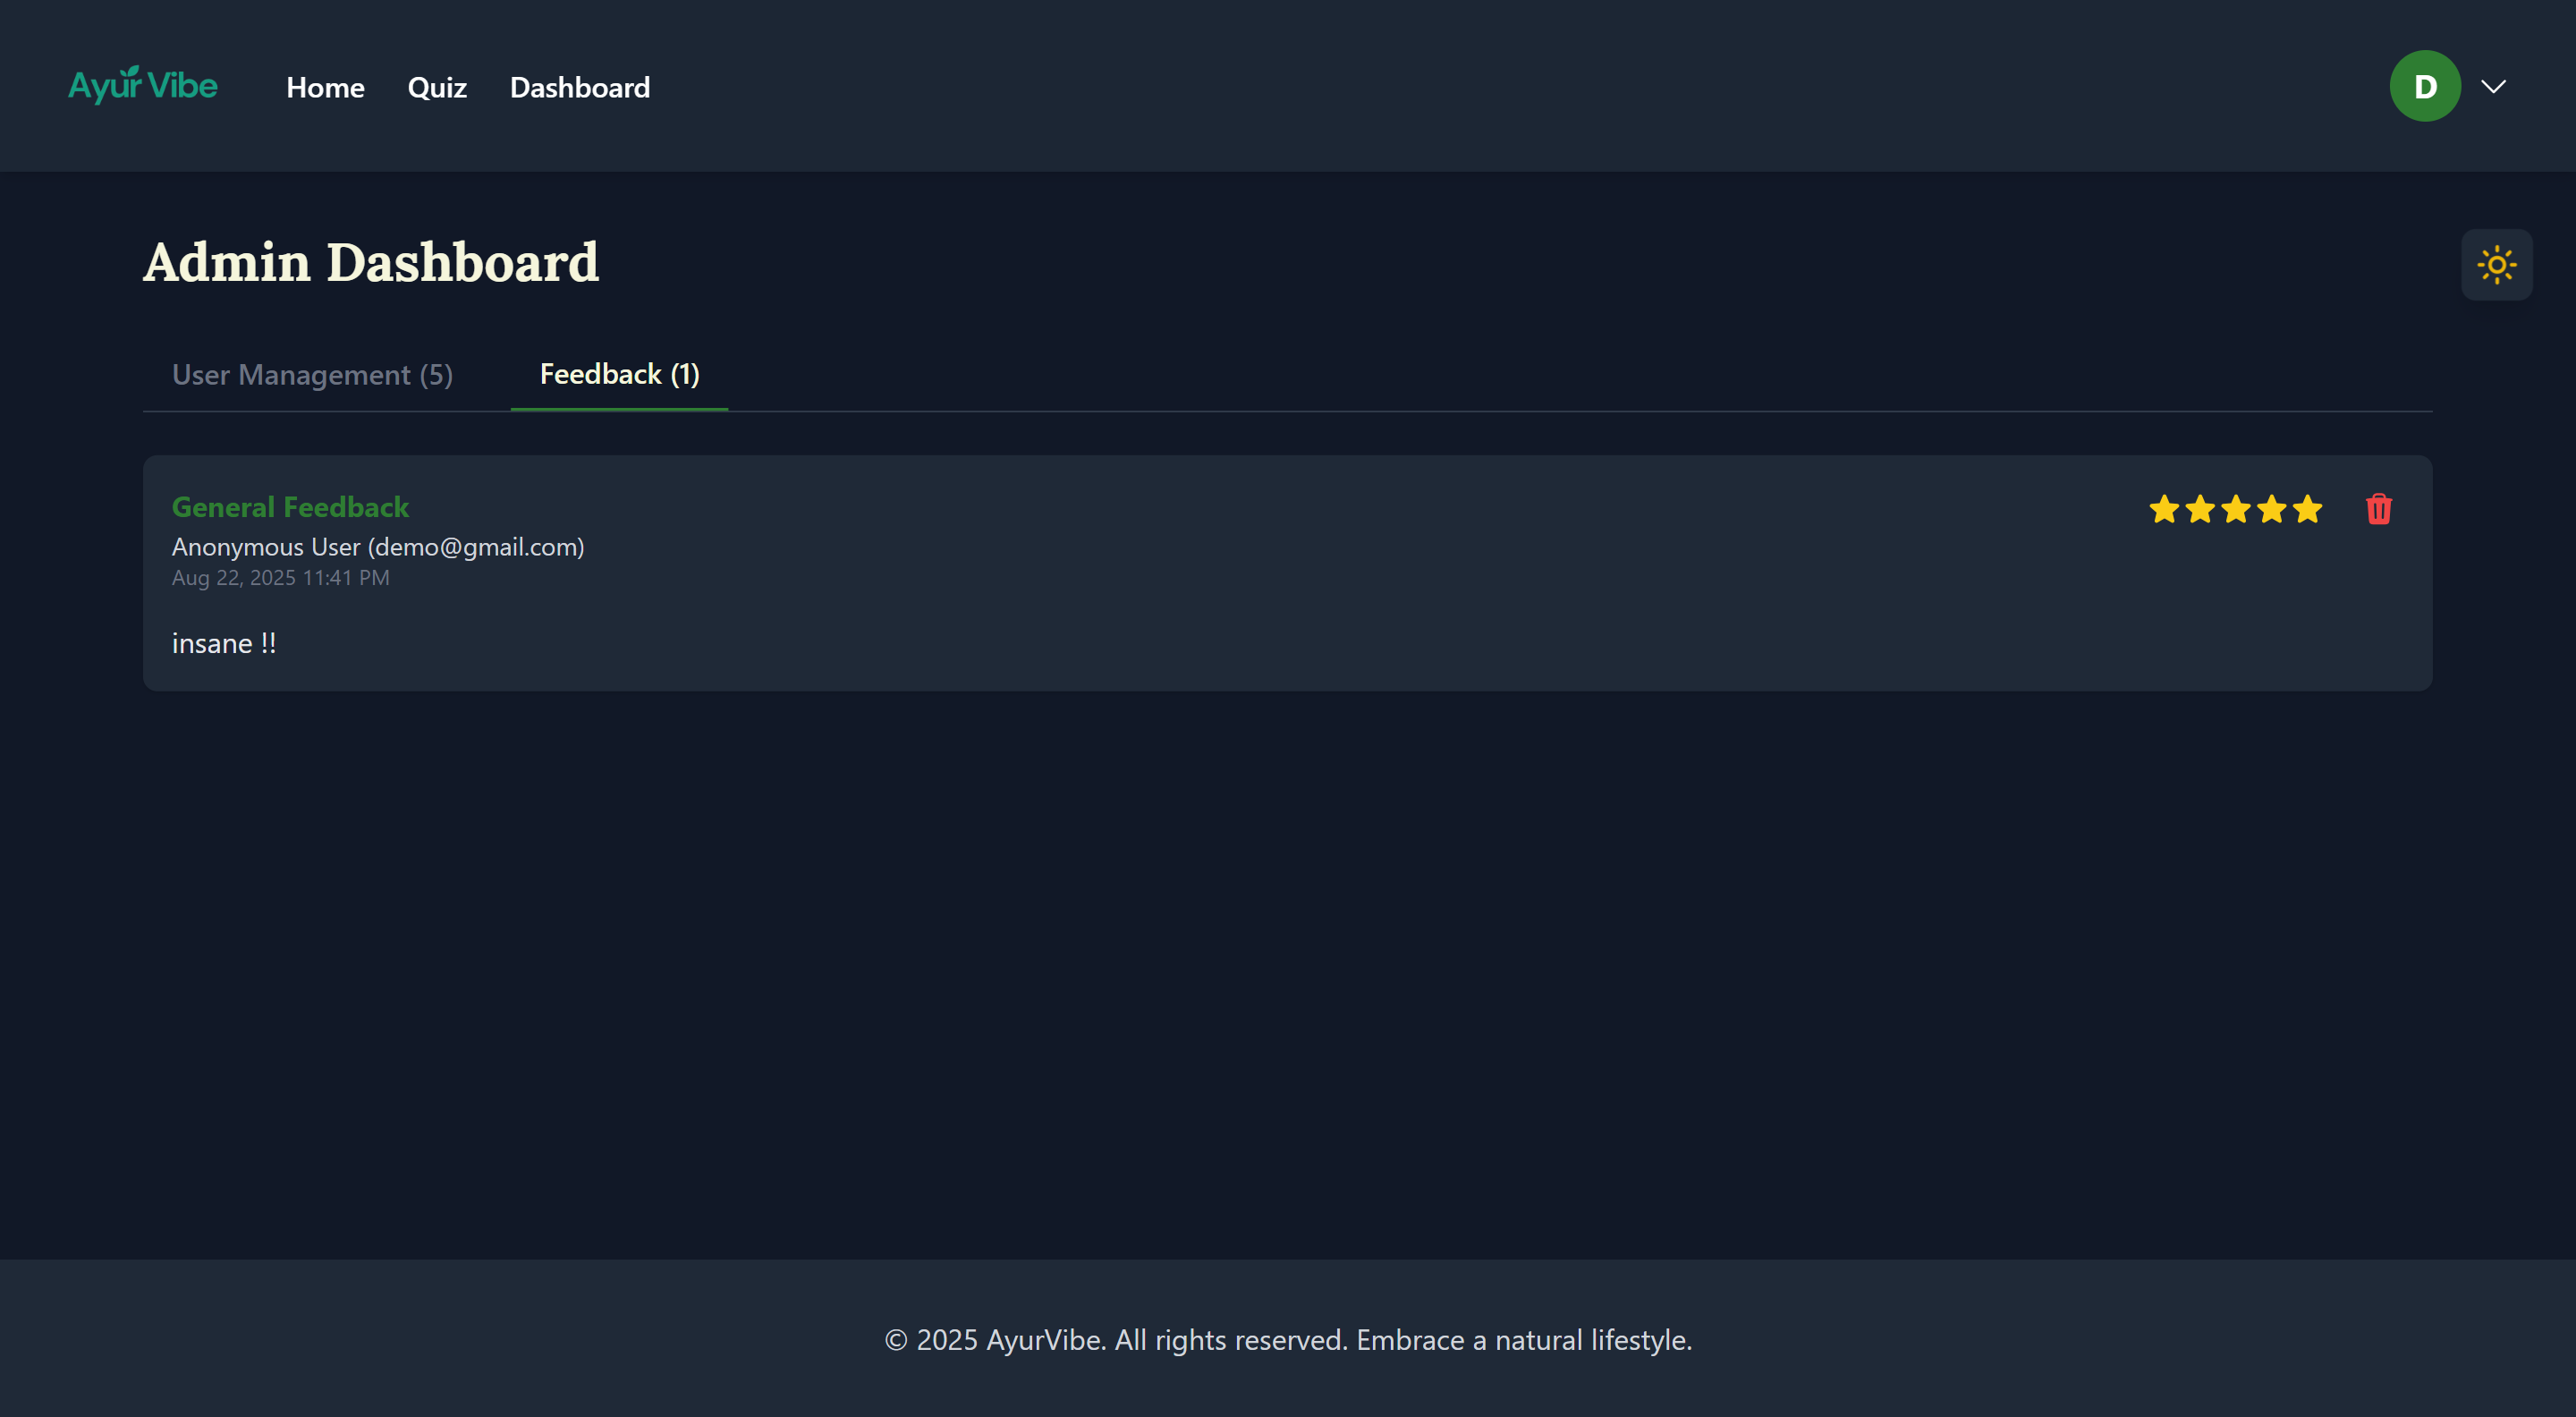 Ayur Vibe
Home Quiz Dashboard
D
Admin Dashboard
User Management (5) Feedback (1)
General Feedback
Anonymous User (demo@gmail.com)
Aug 22, 2025 11:41 PM
insane !!
© 2025 AyurVibe. All rights reserved. Embrace a natural lifestyle.